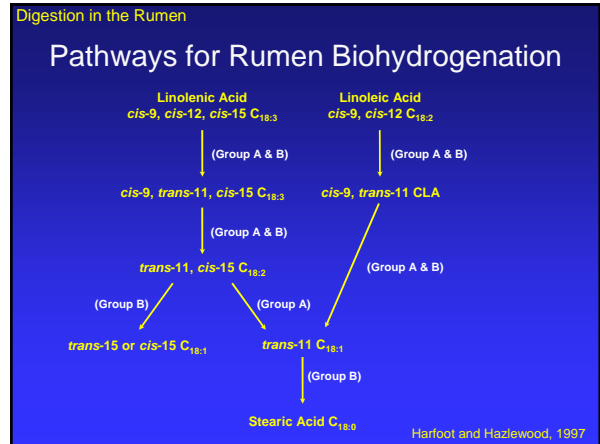 Digestion in the Rumen
Pathways for Rumen Biohydrogenation
Linolenic Acid
cis-9, cis-12, cis-15 C18:3
Linoleic Acid
cis-9, cis-12 C18:2
(Group A & B)
(Group A & B)
cis-9, trans-11, cis-15 C18:3
cis-9, trans-11 CLA
(Group A & B)
(Group A & B)
trans-11, cis-15 C18:2
(Group B)
(Group A)
trans-15 or cis-15 C18:1
trans-11 C18:1
(Group B)
Stearic Acid C18:0
Harfoot and Hazlewood, 1997